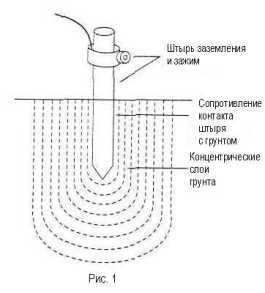 Штырь заземления
и зажим
Сопротивление
контакта
штыря
с грунтом
Концентрические
слои
грунта
Рис. 1